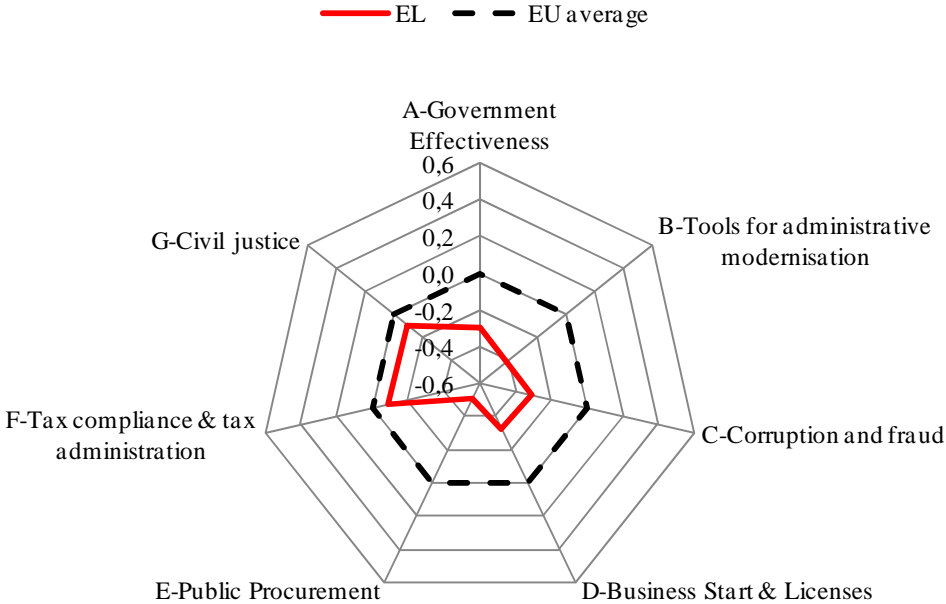 EL EU average
A-Government
Effectiveness
0,6
0,4
0,2
0,0
-0,2
-0,4
-0,6
B-Tools for administrative
modernisation
C-Corruption and fraud
D-Business Start & Licenses
E-Public Procurement
F-Tax compliance & tax
administration
G-Civil justice